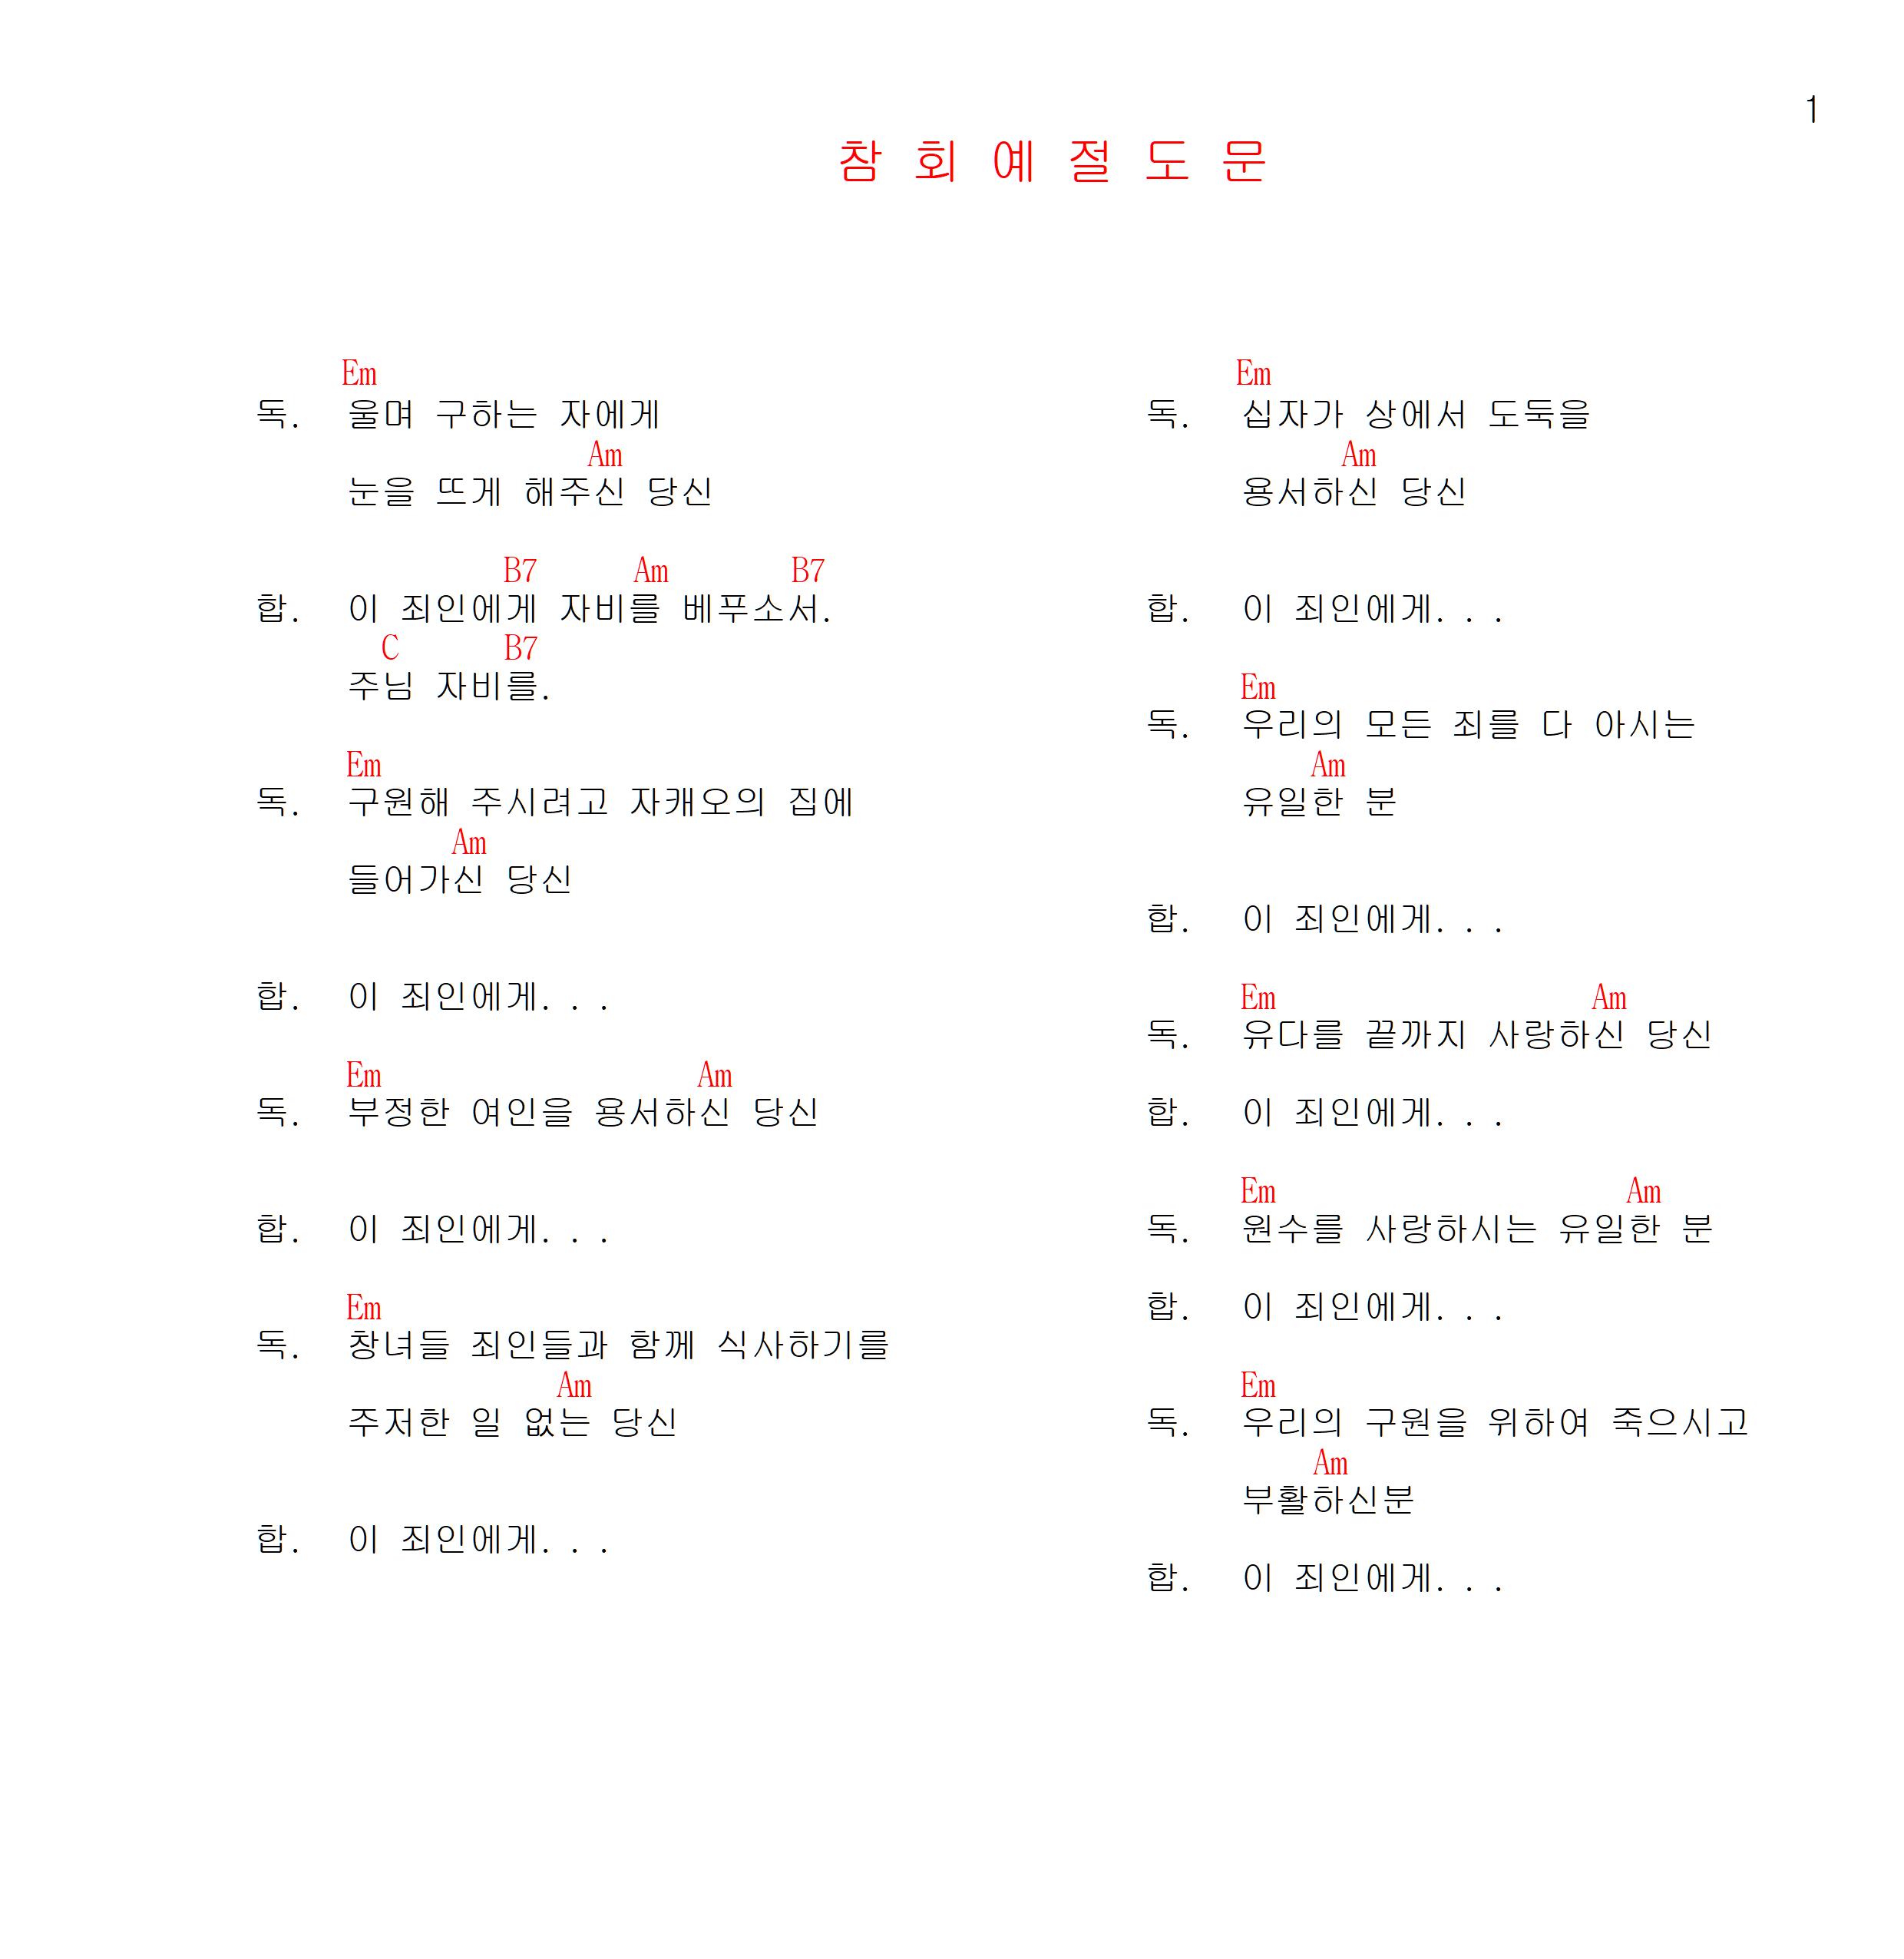 1
참 회 예 절 도 문
Em
독. 울며 구하는 자에게
Am
눈을 뜨게 해주신 당신
B7 Am B7
합. 이 죄인에게 자비를 베푸소서.
C B7
주님 자비를.
Em
독. 구원해 주시려고 자캐오의 집에
Am
들어가신 당신
합. 이 죄인에게. . .
Em Am
독. 부정한 여인을 용서하신 당신
합. 이 죄인에게. . .
Em
독. 창녀들 죄인들과 함께 식사하기를
Am
주저한 일 없는 당신
합. 이 죄인에게. . .
Em
독. 십자가 상에서 도둑을
Am
용서하신 당신
합. 이 죄인에게. . .
Em
독. 우리의 모든 죄를 다 아시는
Am
유일한 분
합. 이 죄인에게. . .
Em Am
독. 유다를 끝까지 사랑하신 당신
합. 이 죄인에게. . .
Em Am
독. 원수를 사랑하시는 유일한 분
합. 이 죄인에게. . .
Em
독. 우리의 구원을 위하여 죽으시고
Am
부활하신분
합. 이 죄인에게. . .